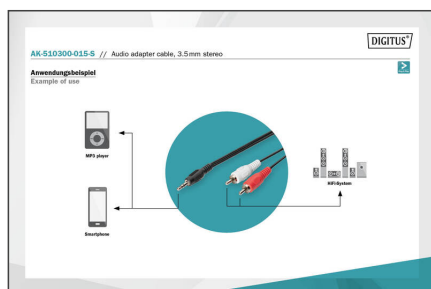 DIGITUS®
AK-510300-015-S // Audio adapter cable, 3.5 mm stereo
Anwendungsbeispiel
Example of use
MP3 player
HiFi-System
Smartphone